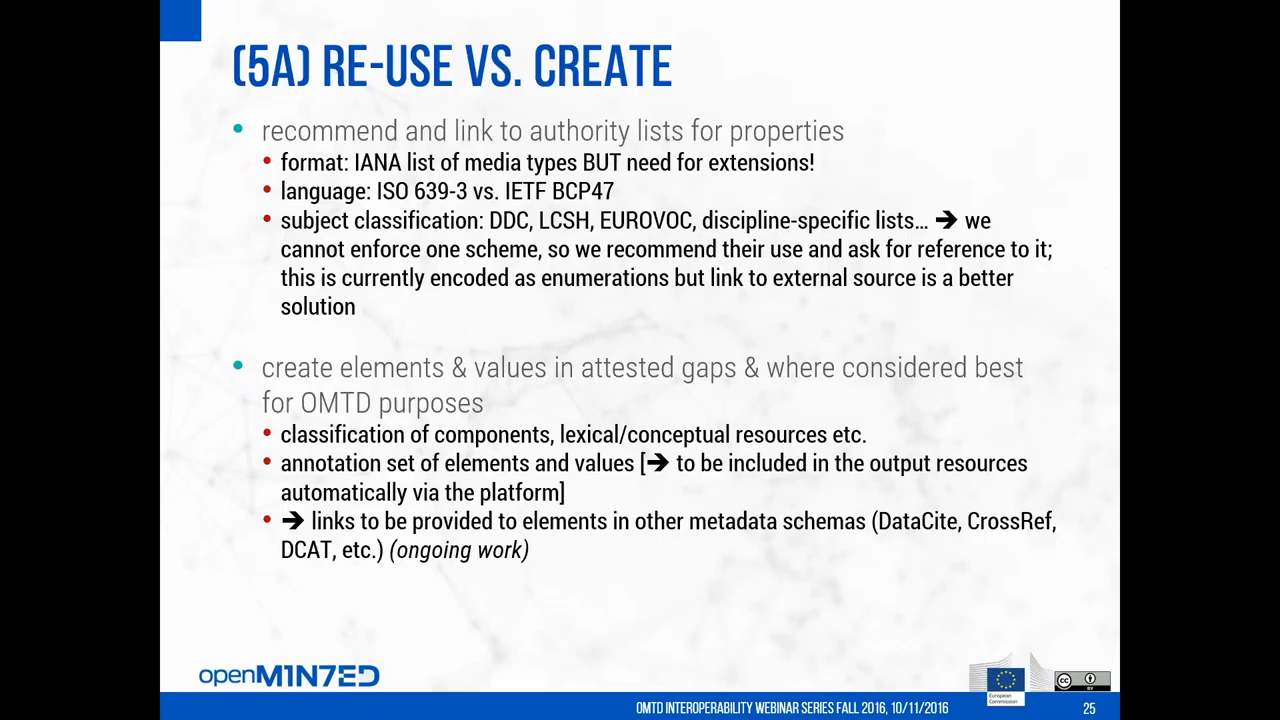 (5A) RE-USE VS. CREATE
• recommend and link to authority lists for properties
• format: IANA list of media types BUT need for extensions!
• language: ISO 639-3 vs. IETF BCP47
• subject classification: DDC, LCSH, EUROVOC, discipline-specific lists… ➔ we
cannot enforce one scheme, so we recommend their use and ask for reference to it;
this is currently encoded as enumerations but link to external source is a better
solution
• create elements & values in attested gaps & where considered best
for OMTD purposes
• classification of components, lexical/conceptual resources etc.
• annotation set of elements and values [➔ to be included in the output resources
automatically via the platform]
• ➔ links to be provided to elements in other metadata schemas (DataCite, CrossRef,
DCAT, etc.) (ongoing work)
openM1N7ED
European
Commission
cc BY
OMTD INTEROPERABILITY WEBINAR SERIES FALL 2016, 10/11/2016
25